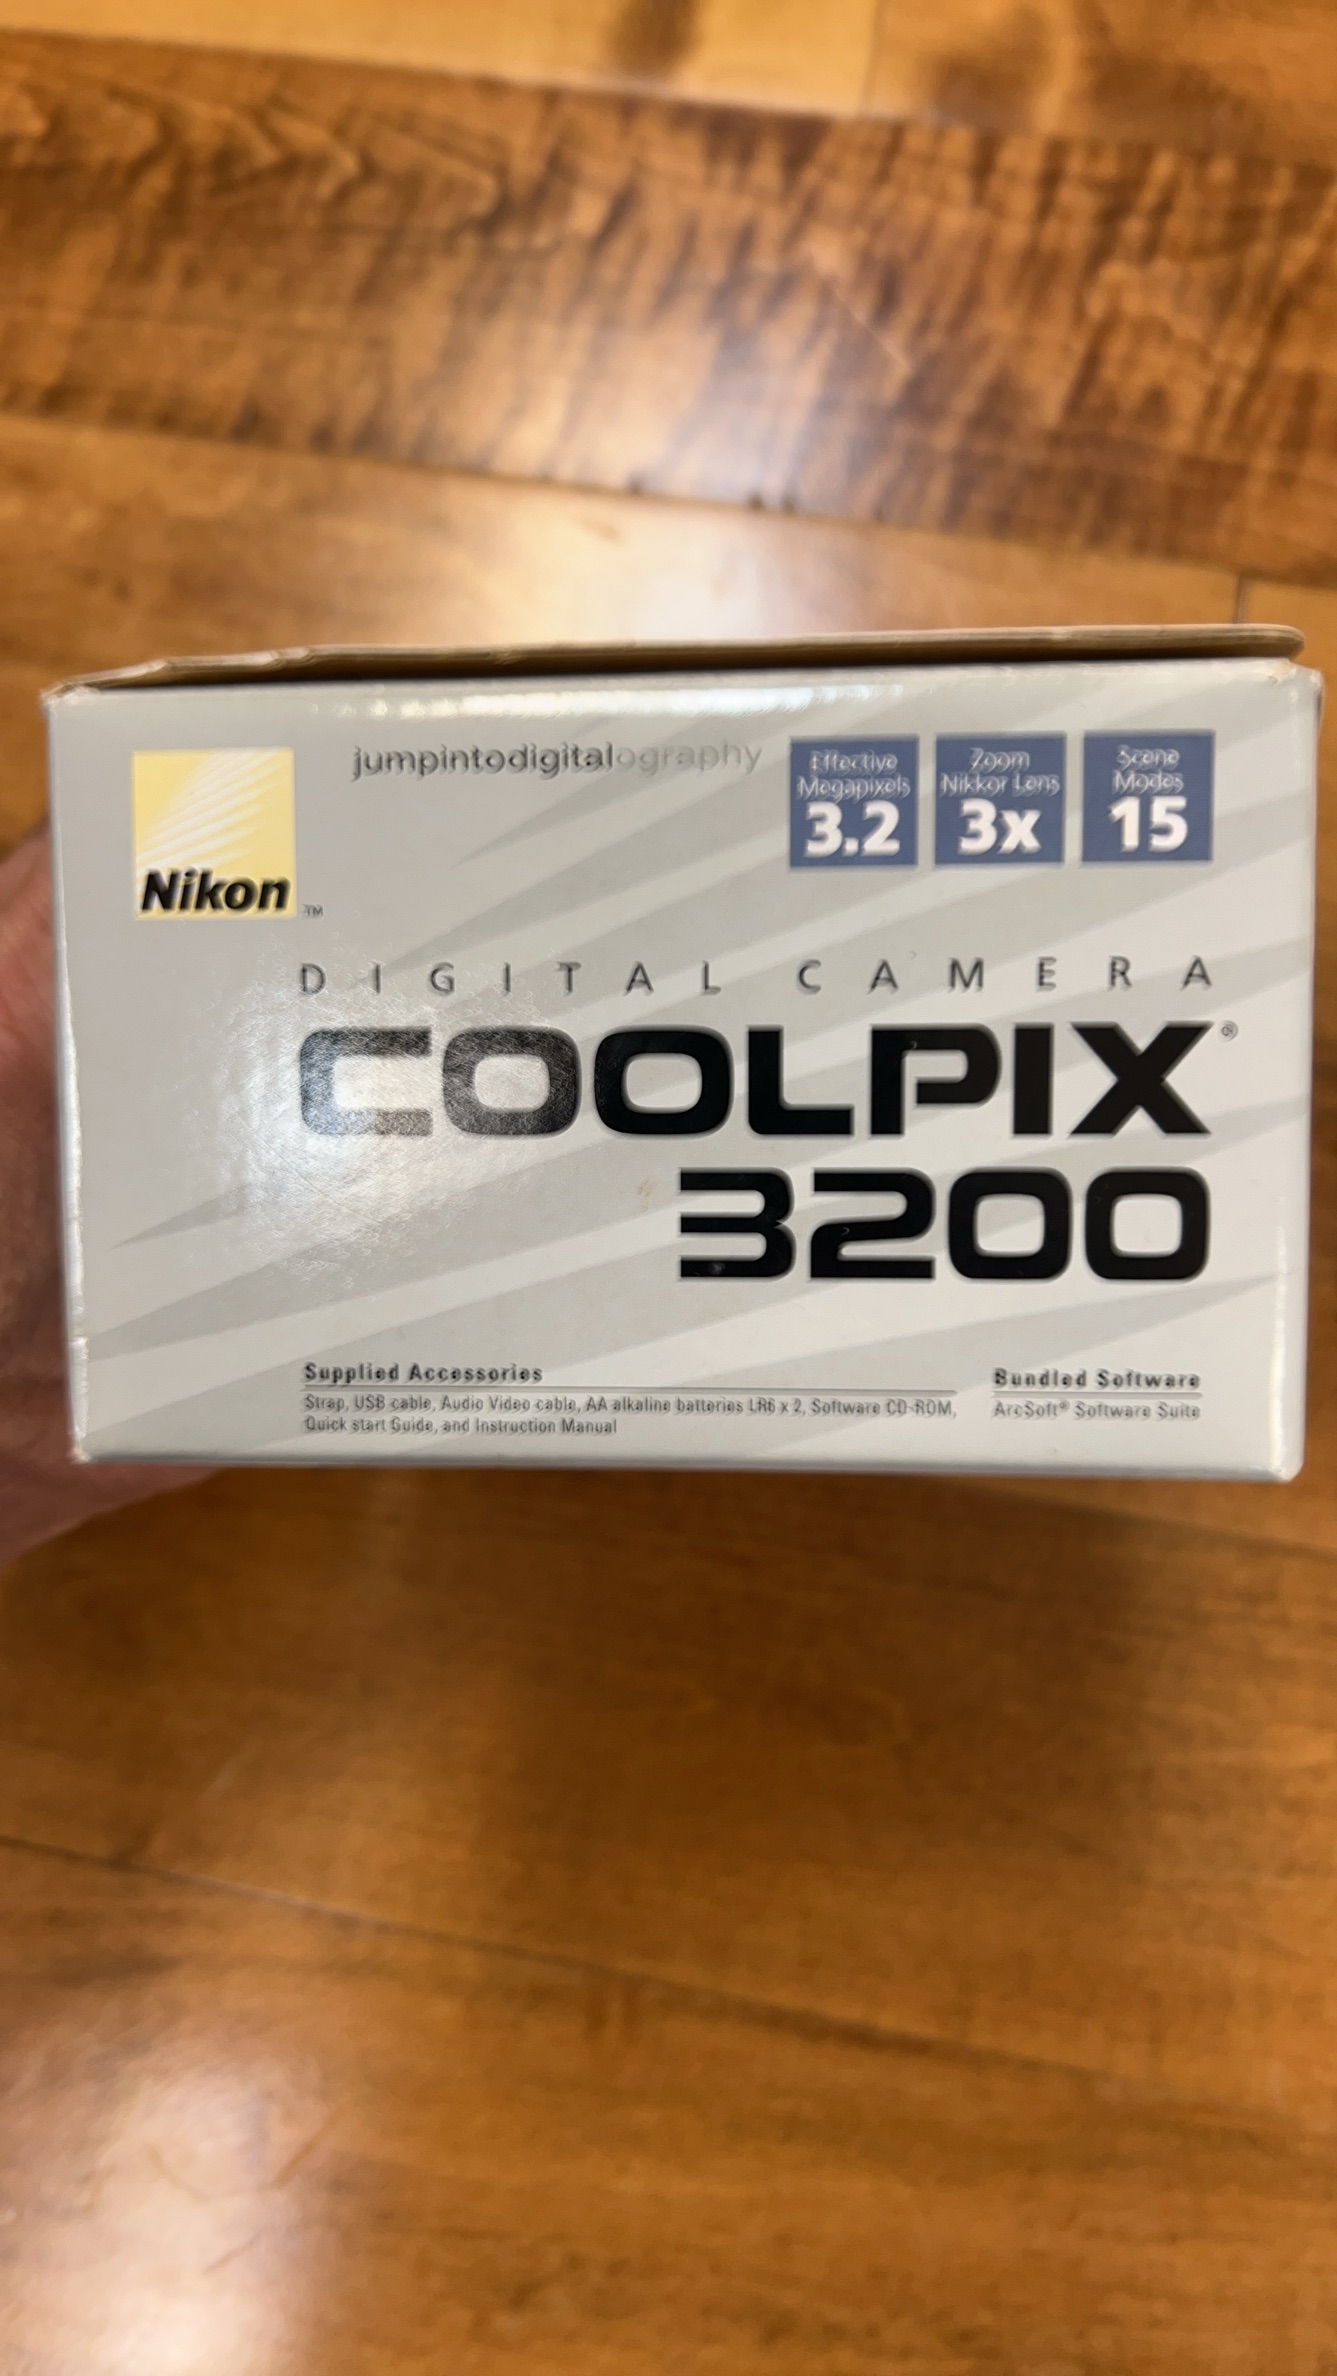 jumpintodigitalography
Effective
Megapixels
3.2
Zoom
Nikkor Lens
3x
Scene
Modes
15
Nikon ™
DIGITAL CAMERA
COOLPIX®
3200
Supplied Accessories
Strap, USB cable, Audio Video cable, AA alkaline batteries LR6 x 2, Software CD-ROM,
Quick start Guide, and Instruction Manual
Bundled Software
ArcSoft® Software Suite